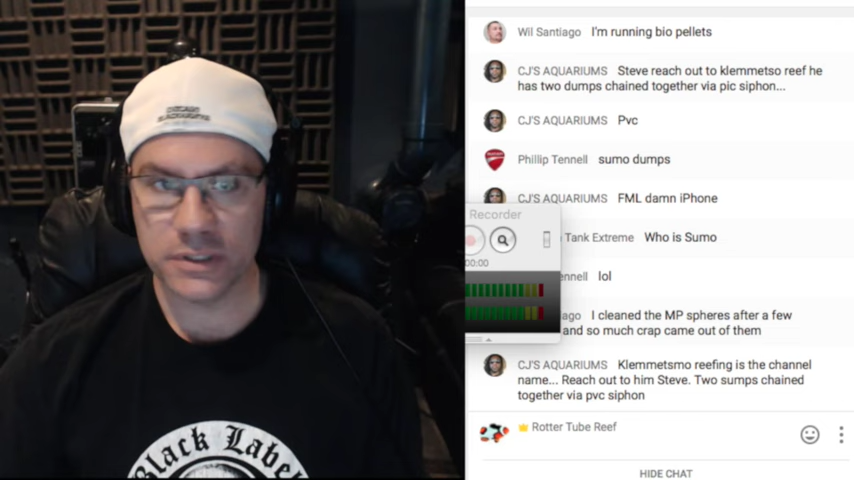 Black Label
Wil Santiago I'm running bio pellets
CJ'S AQUARIUMS Steve reach out to klemmetso reef he
has two dumps chained together via pic siphon...
CJ'S AQUARIUMS Pvc
Phillip Tennell sumo dumps
CJ'S AQUARIUMS FML damn iPhone
Recorder
Tank Extreme Who is Sumo
00:00
ennell lol
ago I cleaned the MP spheres after a few
and so much crap came out of them
CJ'S AQUARIUMS Klemmetsmo reefing is the channel
name... Reach out to him Steve. Two sumps chained
together via pvc siphon
Rotter Tube Reef
HIDE CHAT